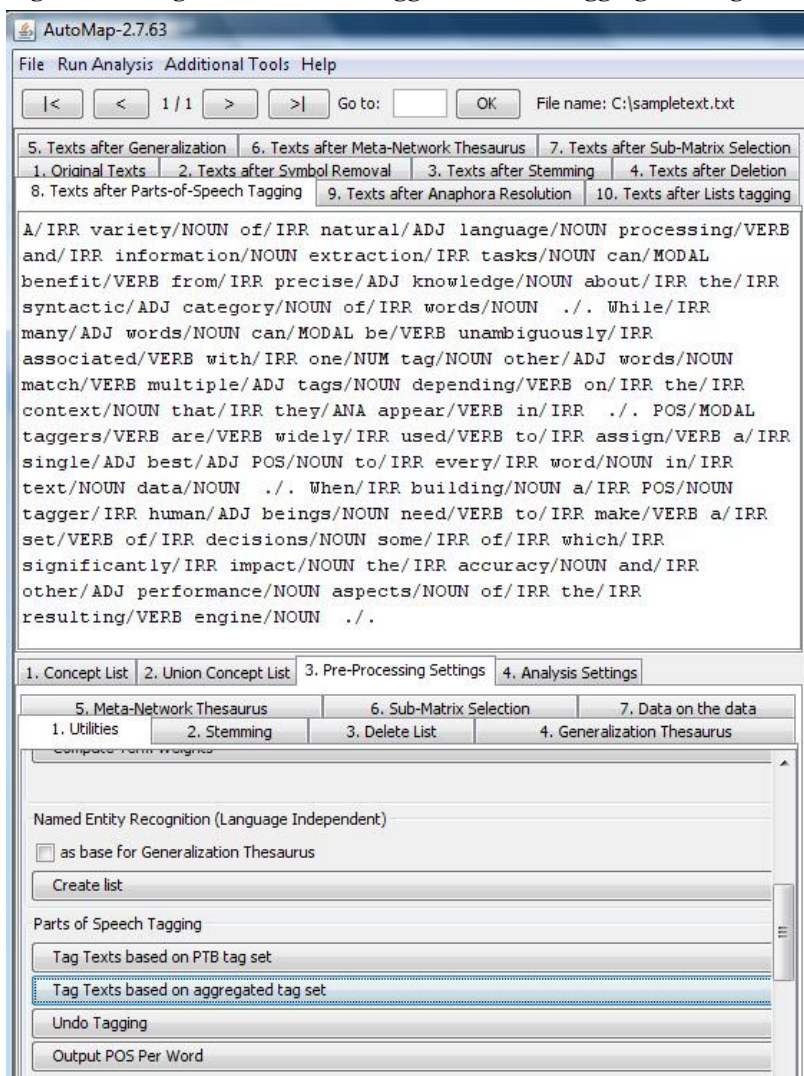 AutoMap-2.7.63
File Run Analysis Additional Tools Help
|< < 1 / 1 > >| Go to: OK File name: C:\sampletext.txt
5. Texts after Generalization 6. Texts after Meta-Network Thesaurus 7. Texts after Sub-Matrix Selection
1. Original Texts 2. Texts after Symbol Removal 3. Texts after Stemming 4. Texts after Deletion
8. Texts after Parts-of-Speech Tagging 9. Texts after Anaphora Resolution 10. Texts after Lists tagging
A/IRR variety/NOUN of/IRR natural/ADJ language/NOUN processing/VERB
and/IRR information/NOUN extraction/IRR tasks/NOUN can/MODAL
benefit/VERB from/IRR precise/ADJ knowledge/NOUN about/IRR the/IRR
syntactic/ADJ category/NOUN of/IRR words/NOUN ./. While/IRR
many/ADJ words/NOUN can/MODAL be/VERB unambiguously/IRR
associated/VERB with/IRR one/NUM tag/NOUN other/ADJ words/NOUN
match/VERB multiple/ADJ tags/NOUN depending/VERB on/IRR the/IRR
context/NOUN that/IRR they/ANA appear/VERB in/IRR ./. POS/MODAL
taggers/VERB are/VERB widely/IRR used/VERB to/IRR assign/VERB a/IRR
single/ADJ best/ADJ POS/NOUN to/IRR every/IRR word/NOUN in/IRR
text/NOUN data/NOUN ./. When/IRR building/NOUN a/IRR POS/NOUN
tagger/IRR human/ADJ beings/NOUN need/VERB to/IRR make/VERB a/IRR
set/VERB of/IRR decisions/NOUN some/IRR of/IRR which/IRR
significantly/IRR impact/NOUN the/IRR accuracy/NOUN and/IRR
other/ADJ performance/NOUN aspects/NOUN of/IRR the/IRR
resulting/VERB engine/NOUN ./.
1. Concept List 2. Union Concept List 3. Pre-Processing Settings 4. Analysis Settings
5. Meta-Network Thesaurus 6. Sub-Matrix Selection 7. Data on the data
1. Utilities 2. Stemming 3. Delete List 4. Generalization Thesaurus
Compute Term Weights
Named Entity Recognition (Language Independent)
as base for Generalization Thesaurus
Create list
Parts of Speech Tagging
Tag Texts based on PTB tag set
Tag Texts based on aggregated tag set
Undo Tagging
Output POS Per Word